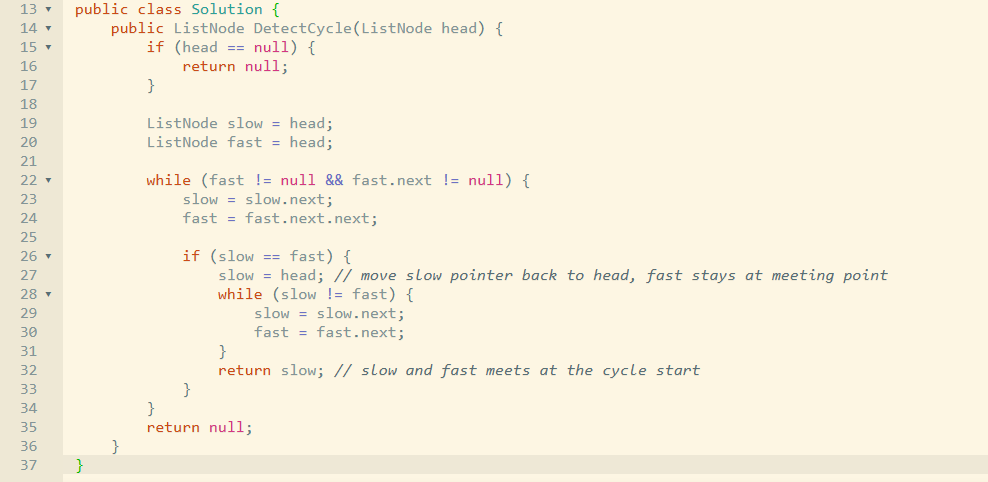 13 public class Solution {
14     public ListNode DetectCycle(ListNode head) {
15         if (head == null) {
16             return null;
17         }
18
19         ListNode slow = head;
20         ListNode fast = head;
21
22         while (fast != null && fast.next != null) {
23             slow = slow.next;
24             fast = fast.next.next;
25
26             if (slow == fast) {
27                 slow = head; // move slow pointer back to head, fast stays at meeting point
28                 while (slow != fast) {
29                     slow = slow.next;
30                     fast = fast.next;
31                 }
32                 return slow; // slow and fast meets at the cycle start
33             }
34         }
35         return null;
36     }
37 }